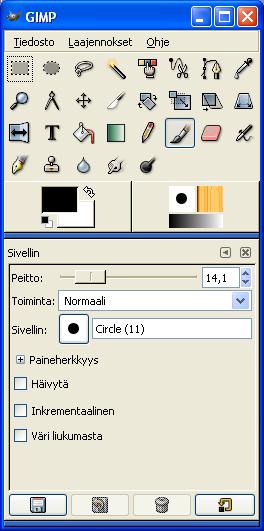 GIMP
Tiedosto Laajennokset Ohje
T
Sivellin
Peitto: 14,1
Toiminta: Normaali
Sivellin: Circle (11)
Paineherkkyys
Häivytä
Inkrementaalinen
Väri liukumasta